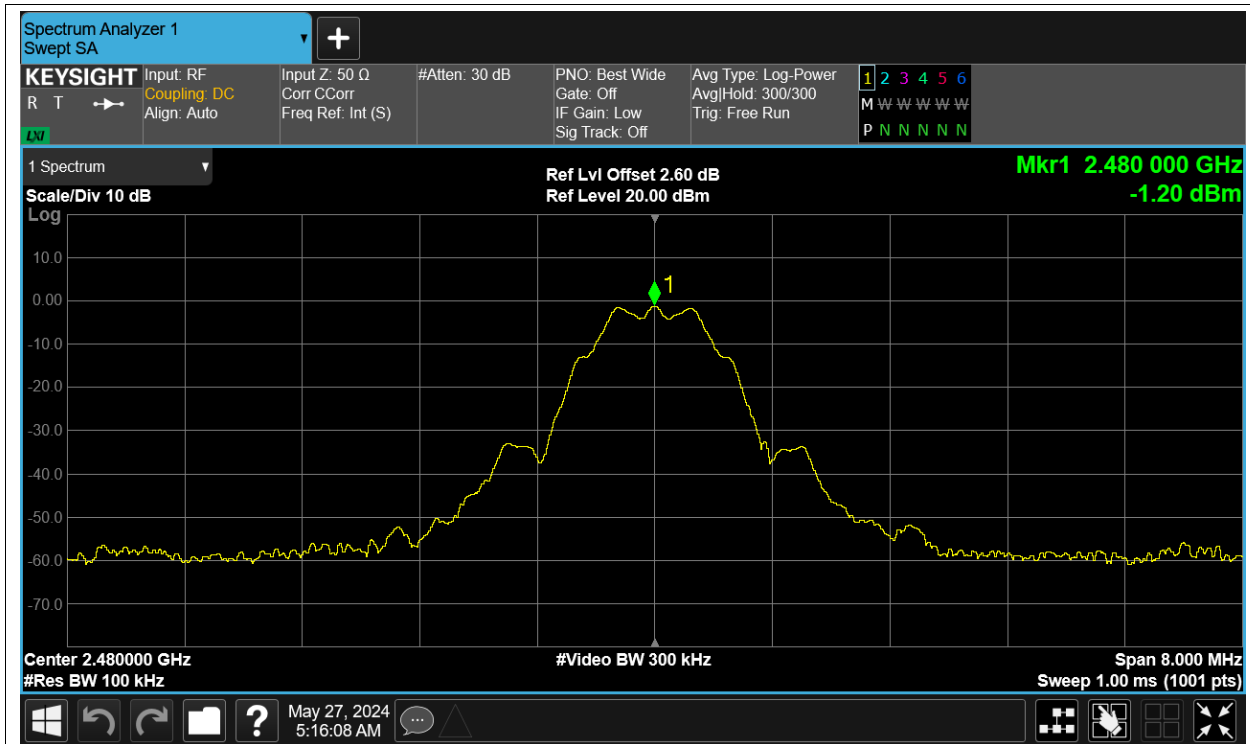 Spectrum Analyzer 1
Swept SA
KEYSIGHT
R T
LXI
Input: RF
Coupling: DC
Align: Auto
Input Z: 50 Ω
Corr CCorr
Freq Ref: Int (S)
#Atten: 30 dB
PNO: Best Wide
Gate: Off
IF Gain: Low
Sig Track: Off
Avg Type: Log-Power
Avg|Hold: 300/300
Trig: Free Run
1 2 3 4 5 6
M W W W W W
P N N N N N
1 Spectrum
Scale/Div 10 dB
Log
Ref Lvl Offset 2.60 dB
Ref Level 20.00 dBm
Mkr1 2.480 000 GHz
-1.20 dBm
1
10.0
0.00
-10.0
-20.0
-30.0
-40.0
-50.0
-60.0
-70.0
Center 2.480000 GHz
#Res BW 100 kHz
#Video BW 300 kHz
Span 8.000 MHz
Sweep 1.00 ms (1001 pts)
?
May 27, 2024
5:16:08 AM